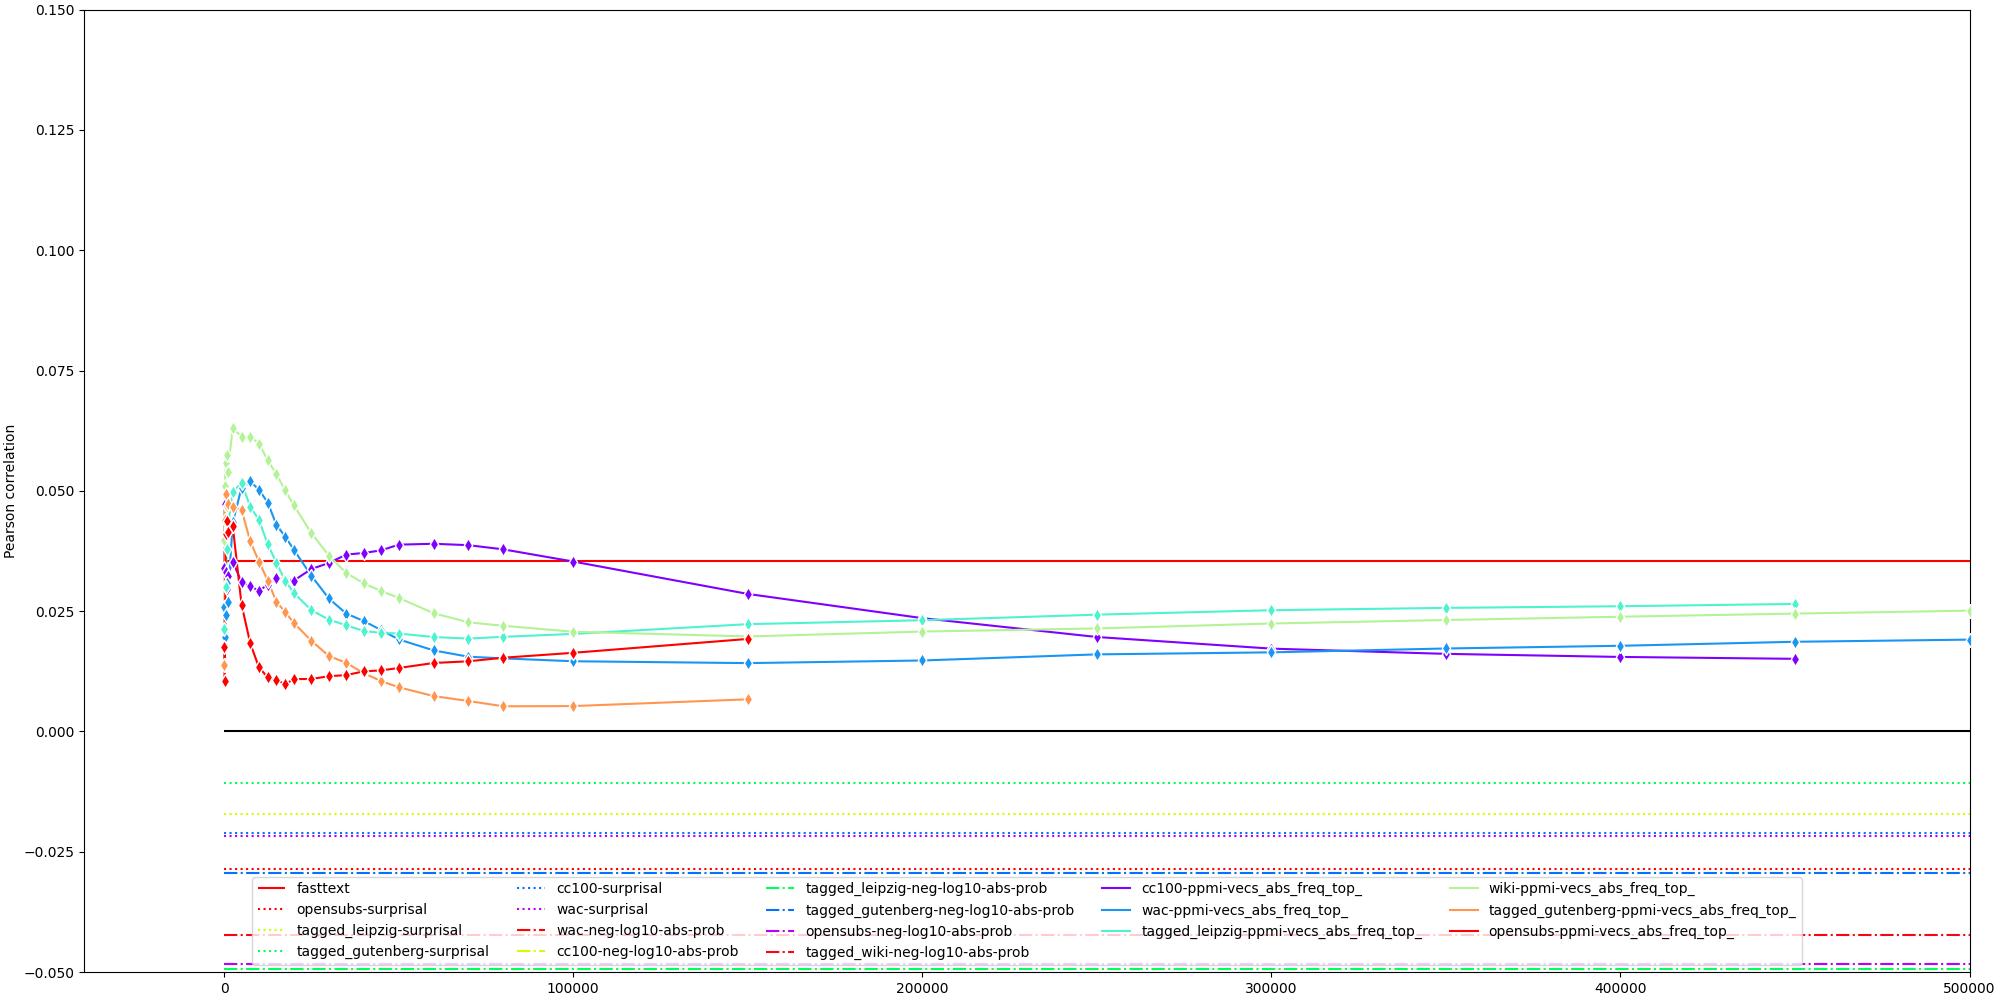 0.150
0.125
0.100
0.075
0.050
0.025
0.000
−0.025
−0.050
Pearson correlation
fasttext
opensubs-surprisal
tagged_leipzig-surprisal
tagged_gutenberg-surprisal
cc100-surprisal
wac-surprisal
wac-neg-log10-abs-prob
cc100-neg-log10-abs-prob
tagged_leipzig-neg-log10-abs-prob
tagged_gutenberg-neg-log10-abs-prob
opensubs-neg-log10-abs-prob
tagged_wiki-neg-log10-abs-prob
cc100-ppmi-vecs_abs_freq_top_
wac-ppmi-vecs_abs_freq_top_
tagged_leipzig-ppmi-vecs_abs_freq_top_
wiki-ppmi-vecs_abs_freq_top_
tagged_gutenberg-ppmi-vecs_abs_freq_top_
opensubs-ppmi-vecs_abs_freq_top_
0
100000
200000
300000
400000
500000